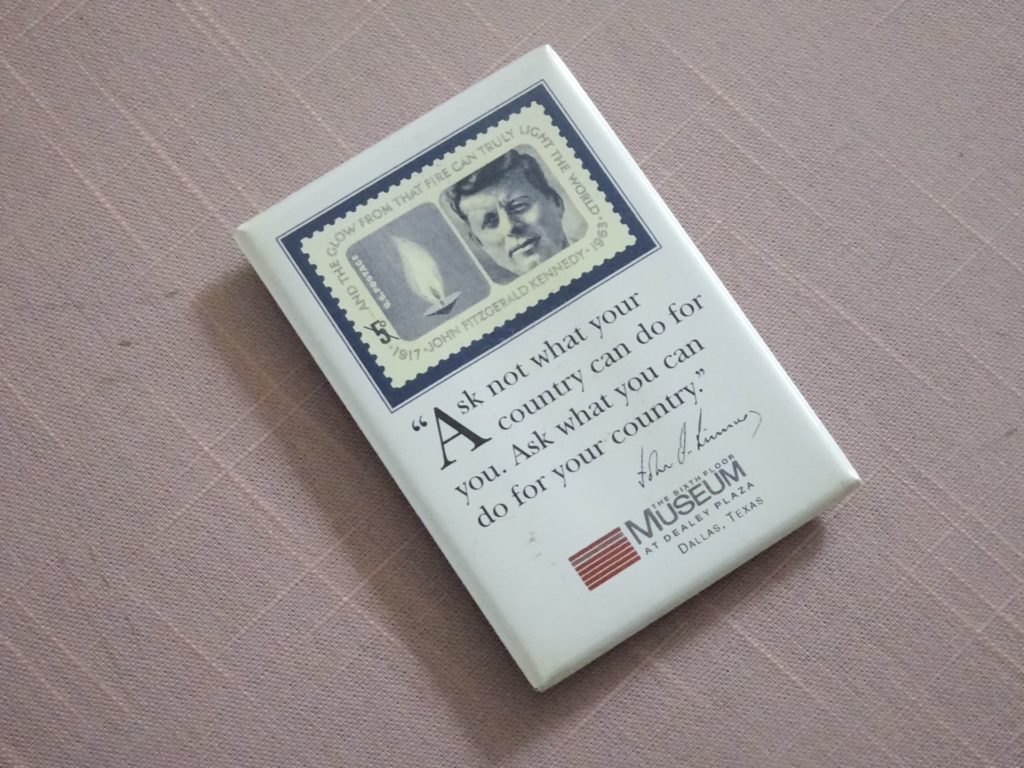 ...AND THE GLOW FROM THAT FIRE CAN TRULY LIGHT THE WORLD.
U.S. POSTAGE
5¢
1917 · JOHN FITZGERALD KENNEDY · 1963
“Ask not what your
country can do for
you. Ask what you can
do for your country.”
John F. Kennedy
THE SIXTH FLOOR
MUSEUM
AT DEALEY PLAZA
DALLAS, TEXAS